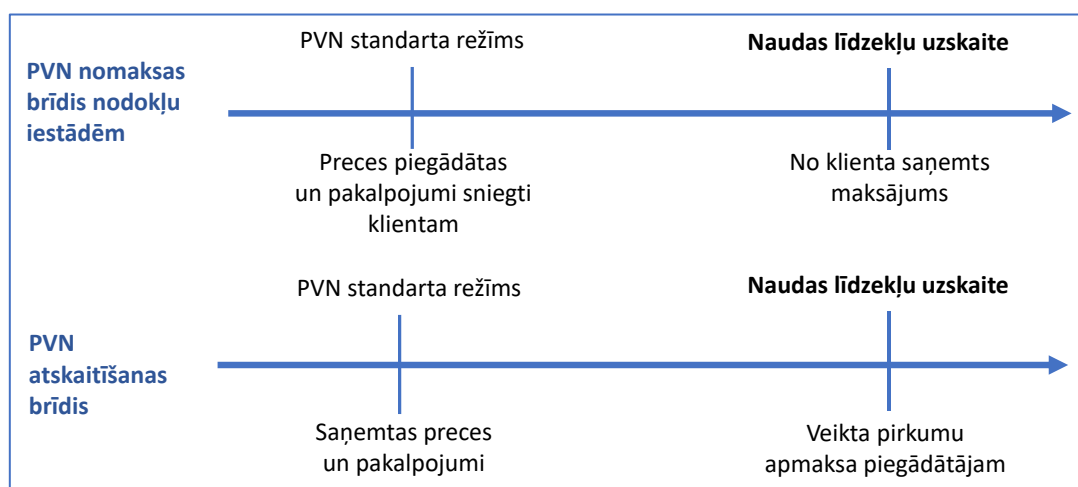 PVN standarta režīms
Naudas līdzekļu uzskaite
PVN nomaksas
brīdis nodokļu
iestādēm
Preces piegādātas
un pakalpojumi sniegti
klientam
No klienta saņemts
maksājums
PVN standarta režīms
Naudas līdzekļu uzskaite
PVN
atskaitīšanas
brīdis
Saņemtas preces
un pakalpojumi
Veikta pirkumu
apmaksa piegādātājam